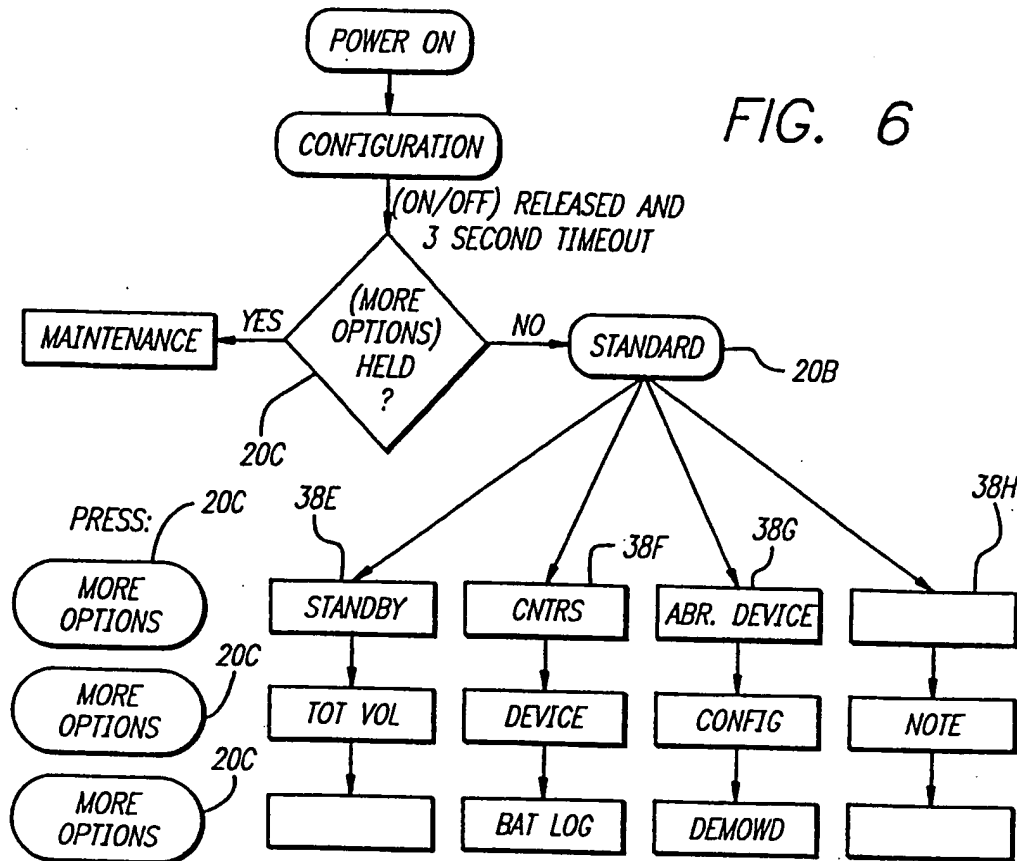 POWER ON
FIG. 6
CONFIGURATION
(ON/OFF) RELEASED AND
3 SECOND TIMEOUT
(MORE
OPTIONS)
HELD
?
YES
NO
MAINTENANCE
STANDARD
20B
20C
PRESS:
20C
38E
38F
38G
38H
MORE
OPTIONS
STANDBY
CNTRS
ABR. DEVICE
20C
MORE
OPTIONS
TOT VOL
DEVICE
CONFIG
NOTE
20C
MORE
OPTIONS
BAT LOG
DEMOWD